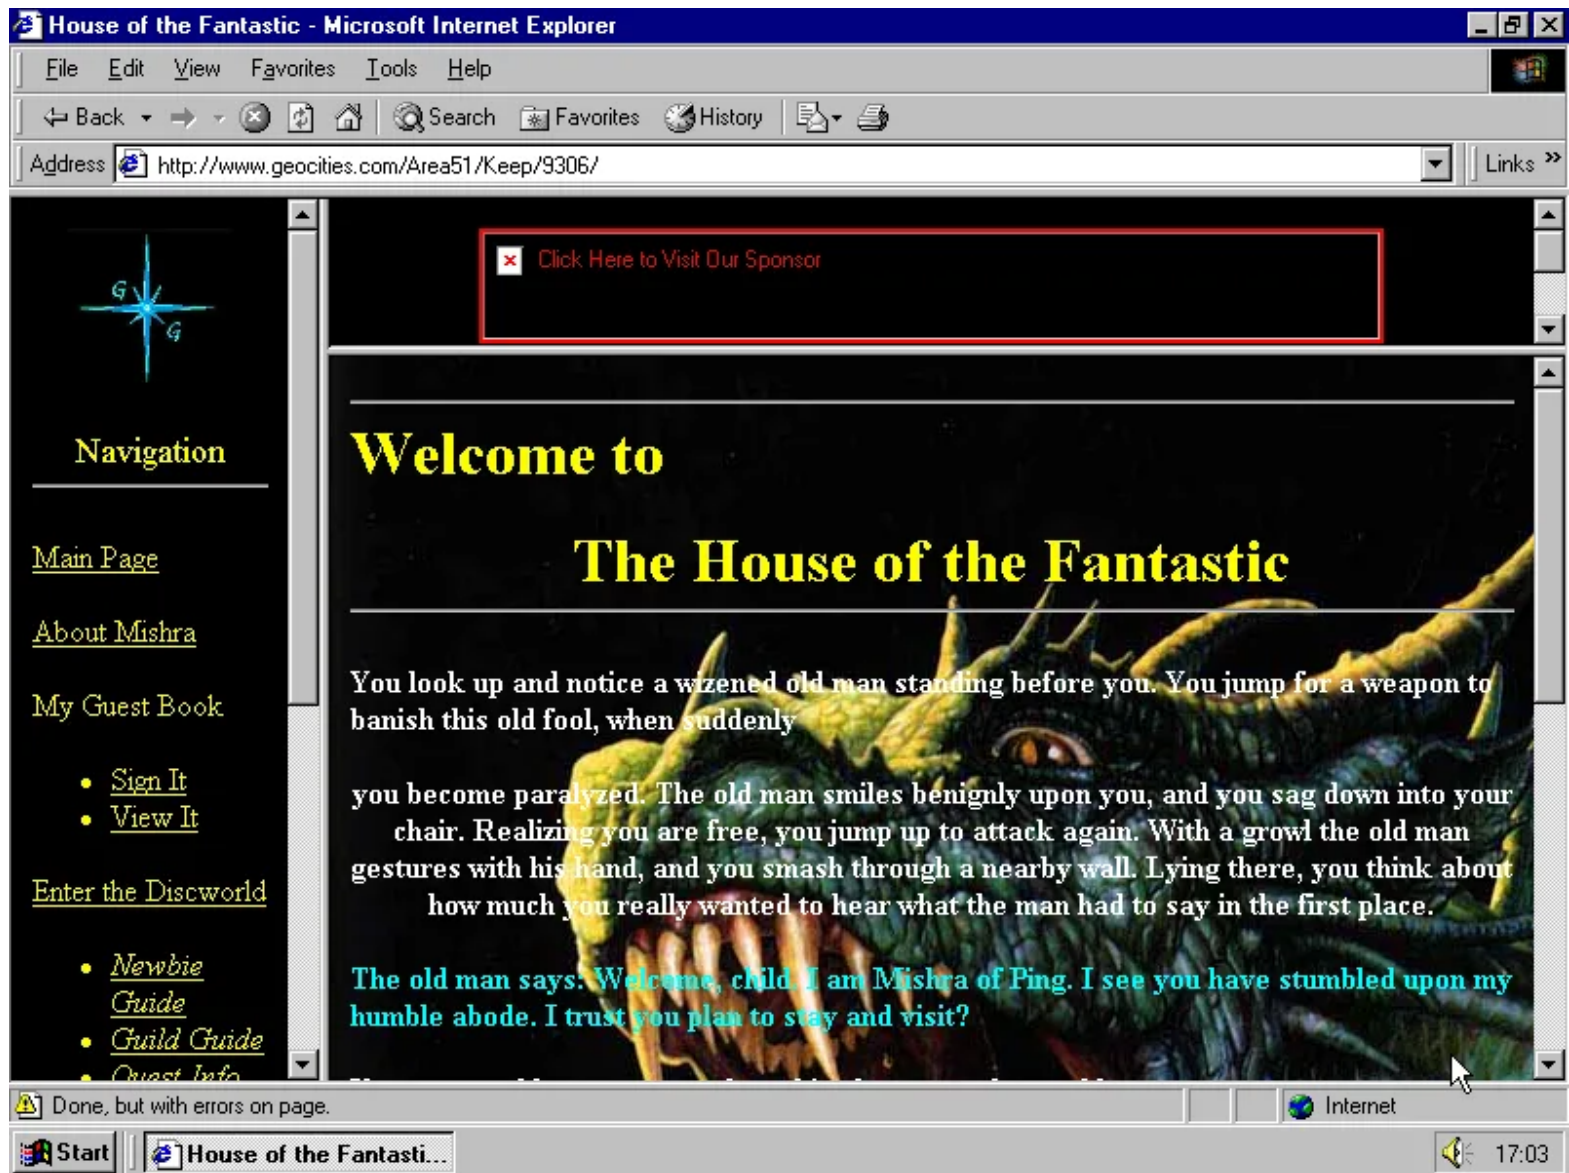 House of the Fantastic - Microsoft Internet Explorer
File Edit View Favorites Tools Help
Back Search Favorites History
Address http://www.geocities.com/Area51/Keep/9306/ Links »
G
G
Navigation
Main Page
About Mishra
My Guest Book
• Sign It
• View It
Enter the Discworld
• Newbie
Guide
• Guild Guide
• Quest Info
Click Here to Visit Our Sponsor
Welcome to
The House of the Fantastic
You look up and notice a wizened old man standing before you. You jump for a weapon to
banish this old fool, when suddenly
you become paralyzed. The old man smiles benignly upon you, and you sag down into your
chair. Realizing you are free, you jump up to attack again. With a growl the old man
gestures with his hand, and you smash through a nearby wall. Lying there, you think about
how much you really wanted to hear what the man had to say in the first place.
The old man says: Welcome, child. I am Mishra of Ping. I see you have stumbled upon my
humble abode. I trust you plan to stay and visit?
Done, but with errors on page.
Internet
Start House of the Fantasti... 17:03